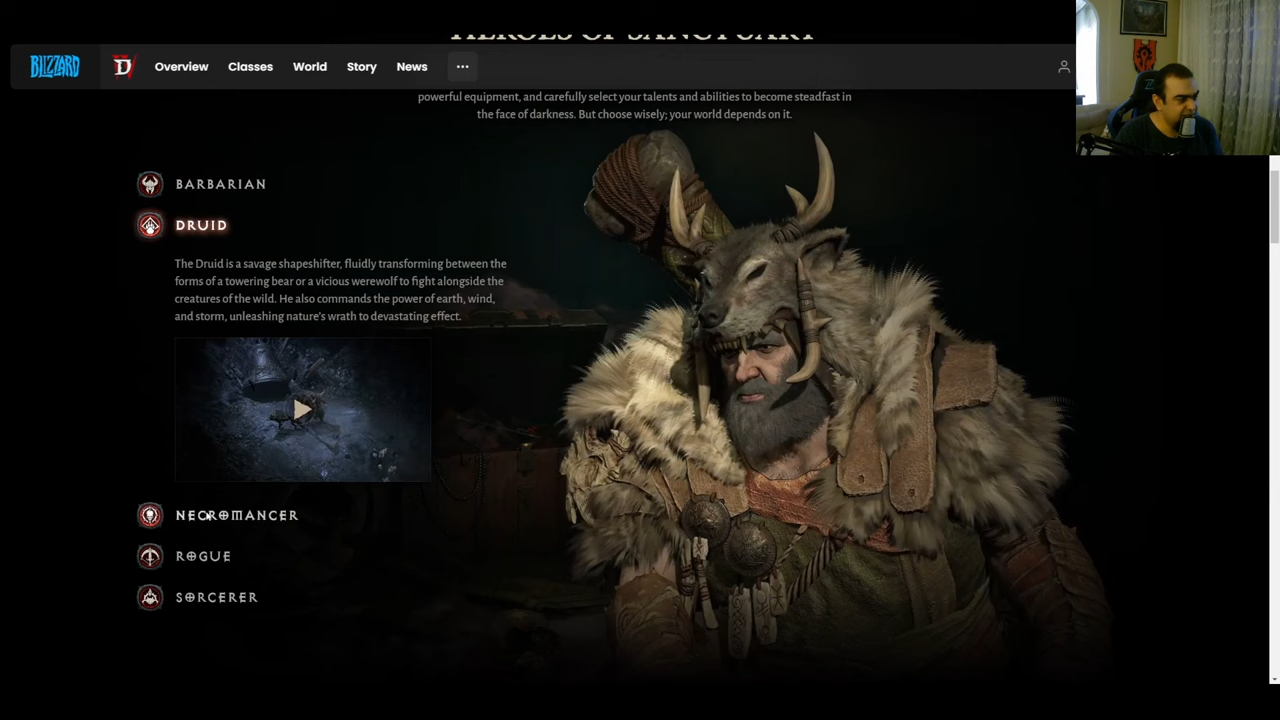 HEROES OF SANCTUARY
BLIZZARD
Overview
Classes
World
Story
News
powerful equipment, and carefully select your talents and abilities to become steadfast in
the face of darkness. But choose wisely; your world depends on it.
BARBARIAN
DRUID
The Druid is a savage shapeshifter, fluidly transforming between the
forms of a towering bear or a vicious werewolf to fight alongside the
creatures of the wild. He also commands the power of earth, wind,
and storm, unleashing nature's wrath to devastating effect.
NECROMANCER
ROGUE
SORCERER